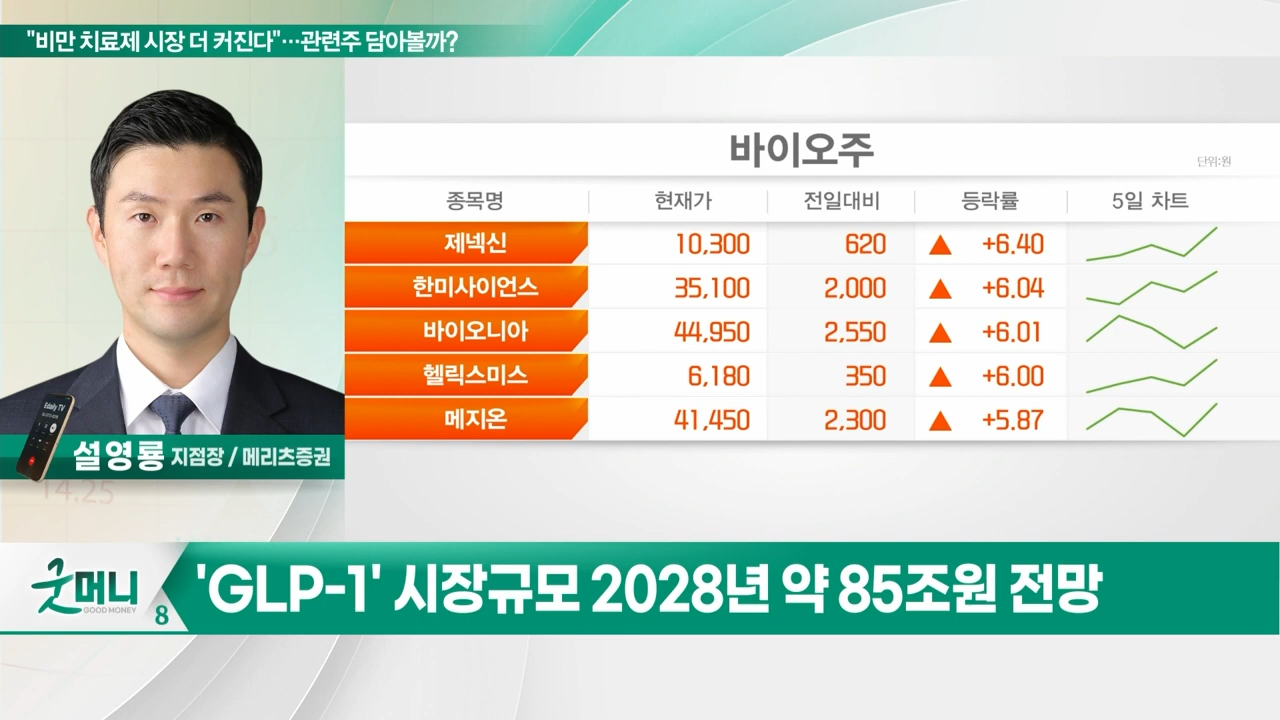 "비만 치료제 시장 더 커진다"…관련주 담아볼까?
바이오주
단위:원
종목명 현재가 전일대비 등락률 5일 차트
제넥신 10,300 620 ▲ +6.40
한미사이언스 35,100 2,000 ▲ +6.04
바이오니아 44,950 2,550 ▲ +6.01
헬릭스미스 6,180 350 ▲ +6.00
메지온 41,450 2,300 ▲ +5.87
Edaily TV
설영룡 지점장 / 메리츠증권
14.25
굿머니
GOOD MONEY
8
'GLP-1' 시장규모 2028년 약 85조원 전망